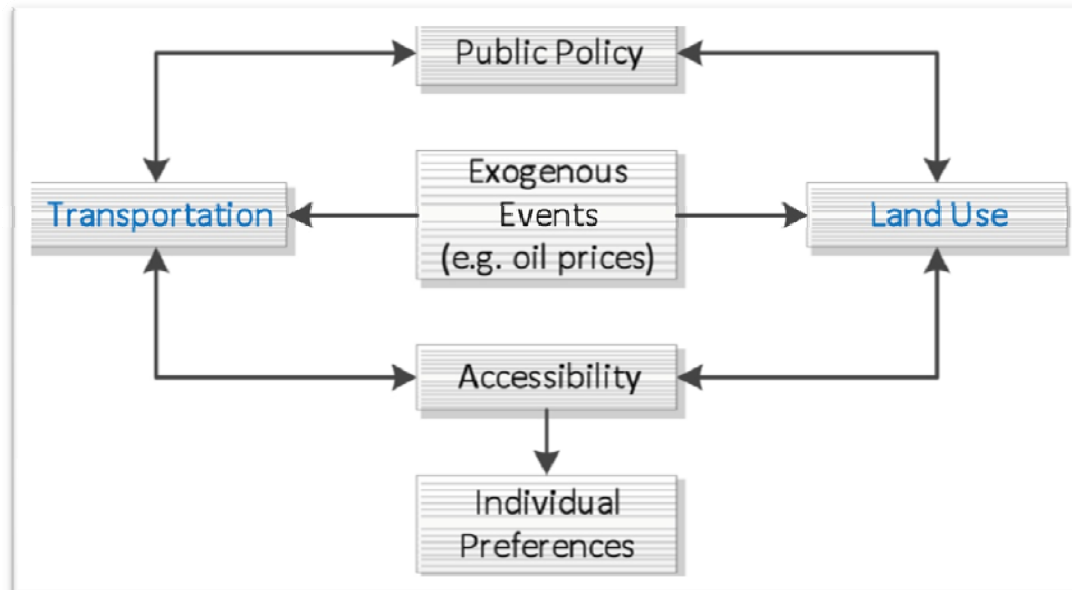 Public Policy
Exogenous
Events
(e.g. oil prices)
Transportation
Land Use
Accessibility
Individual
Preferences